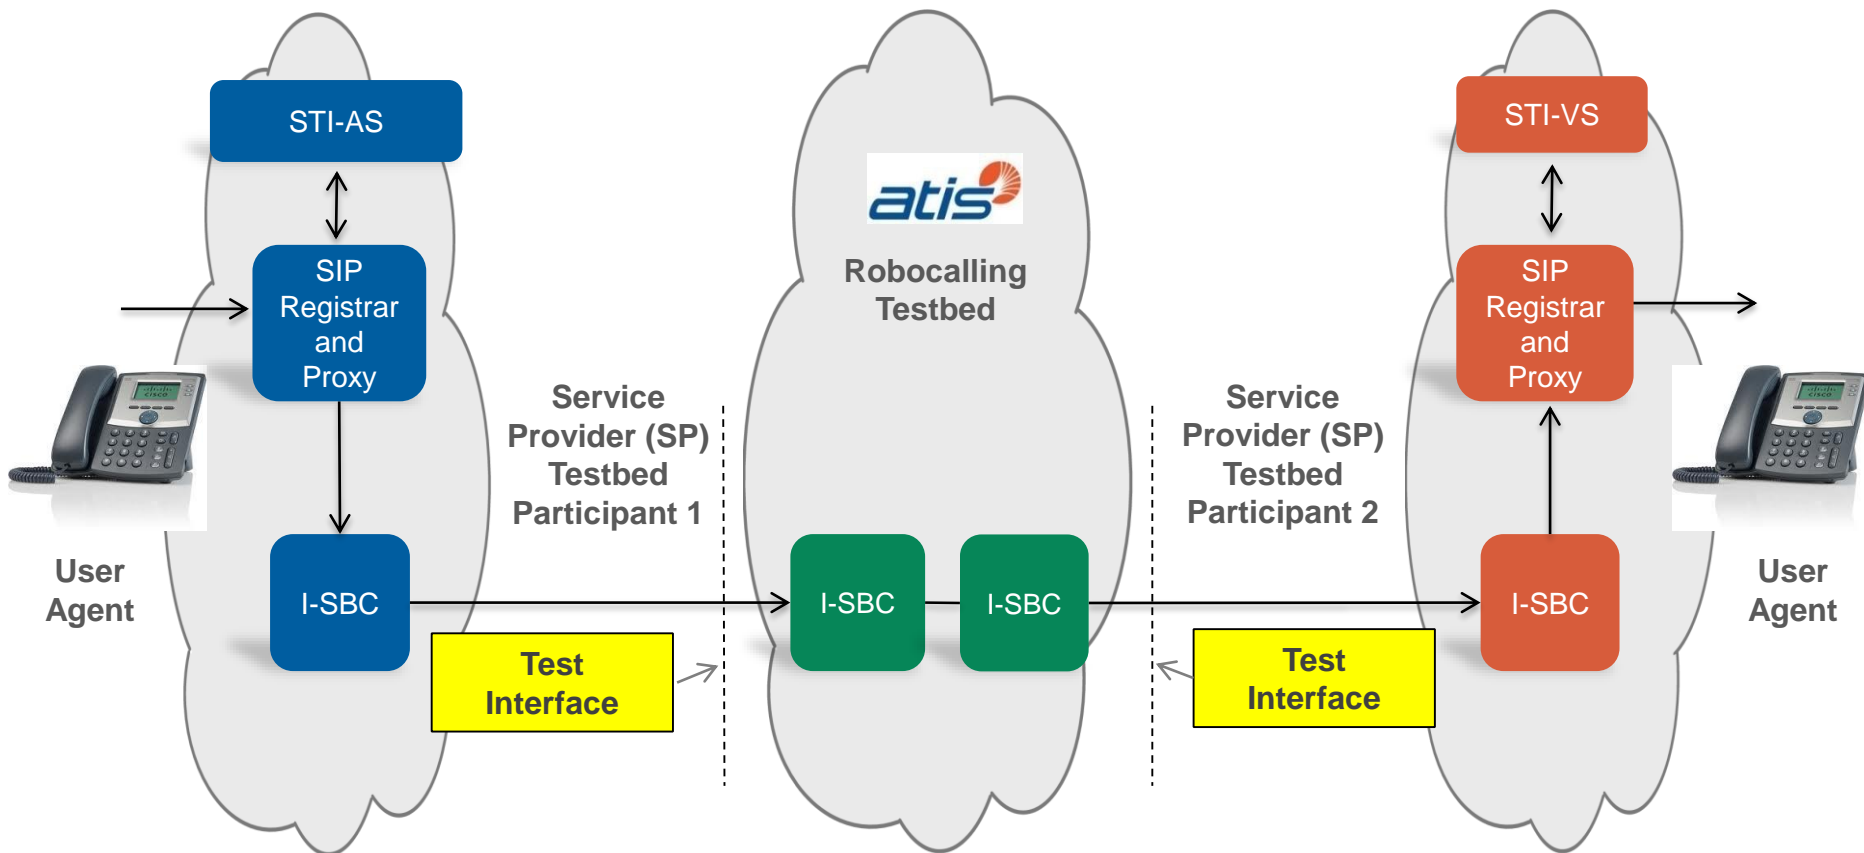 STI-AS
SIP
Registrar
and
Proxy
I-SBC
User
Agent
cisco
Service
Provider (SP)
Testbed
Participant 1
Test
Interface
atis
Robocalling
Testbed
I-SBC
I-SBC
Service
Provider (SP)
Testbed
Participant 2
Test
Interface
STI-VS
SIP
Registrar
and
Proxy
I-SBC
cisco
User
Agent